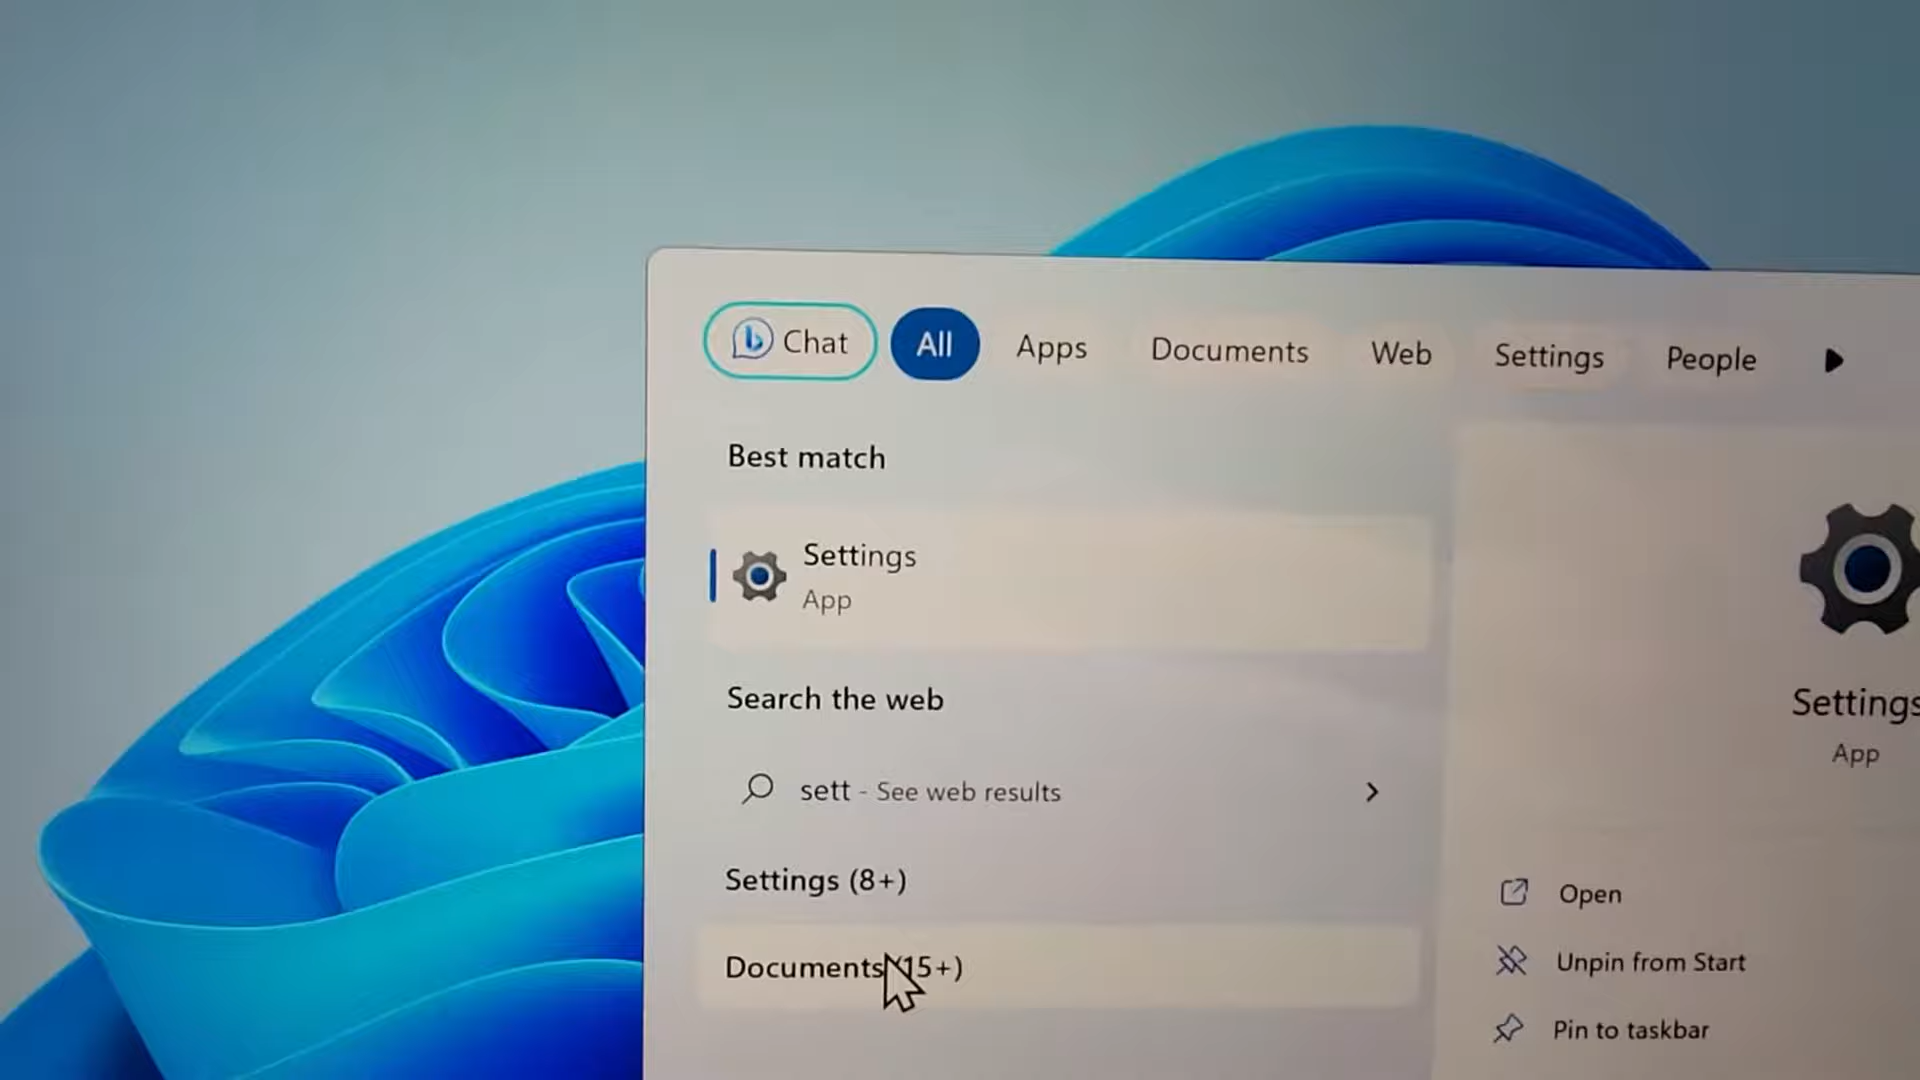 Chat All Apps Documents Web Settings People
Best match
Settings
App
Search the web
sett - See web results
Settings (8+)
Documents (15+)
Settings
App
Open
Unpin from Start
Pin to taskbar